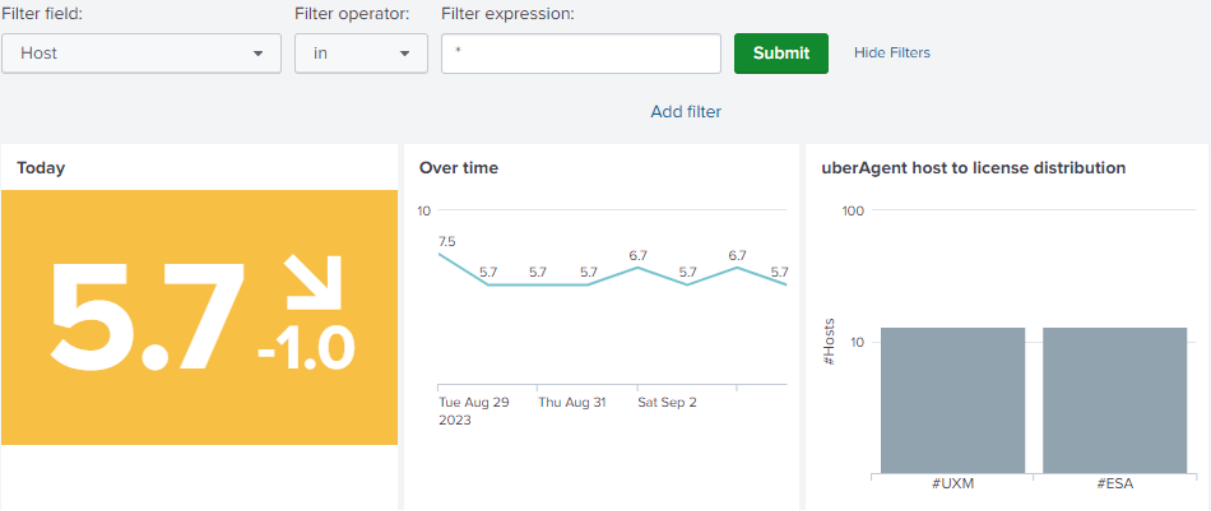 Filter field:
Filter operator:
Filter expression:
Host
in
*
Submit
Hide Filters
Add filter
Today
5.7
-1.0
Over time
10
7.5
5.7
5.7
5.7
6.7
5.7
6.7
5.7
Tue Aug 29
2023
Thu Aug 31
Sat Sep 2
uberAgent host to license distribution
100
10
#Hosts
#UXM
#ESA